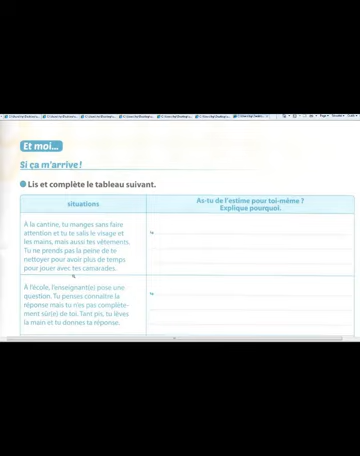 Et moi...
Si ça m'arrive !
Lis et complète le tableau suivant.
situations
As-tu de l'estime pour toi-même ?
Explique pourquoi.
À la cantine, tu manges sans faire
attention et tu te salis le visage et
les mains, mais aussi tes vêtements.
Tu ne prends pas la peine de te
nettoyer pour avoir plus de temps
pour jouer avec tes camarades.
À l'école, l'enseignant(e) pose une
question. Tu penses connaître la
réponse mais tu n'es pas complète-
ment sûr(e) de toi. Tant pis, tu lèves
la main et tu donnes ta réponse.